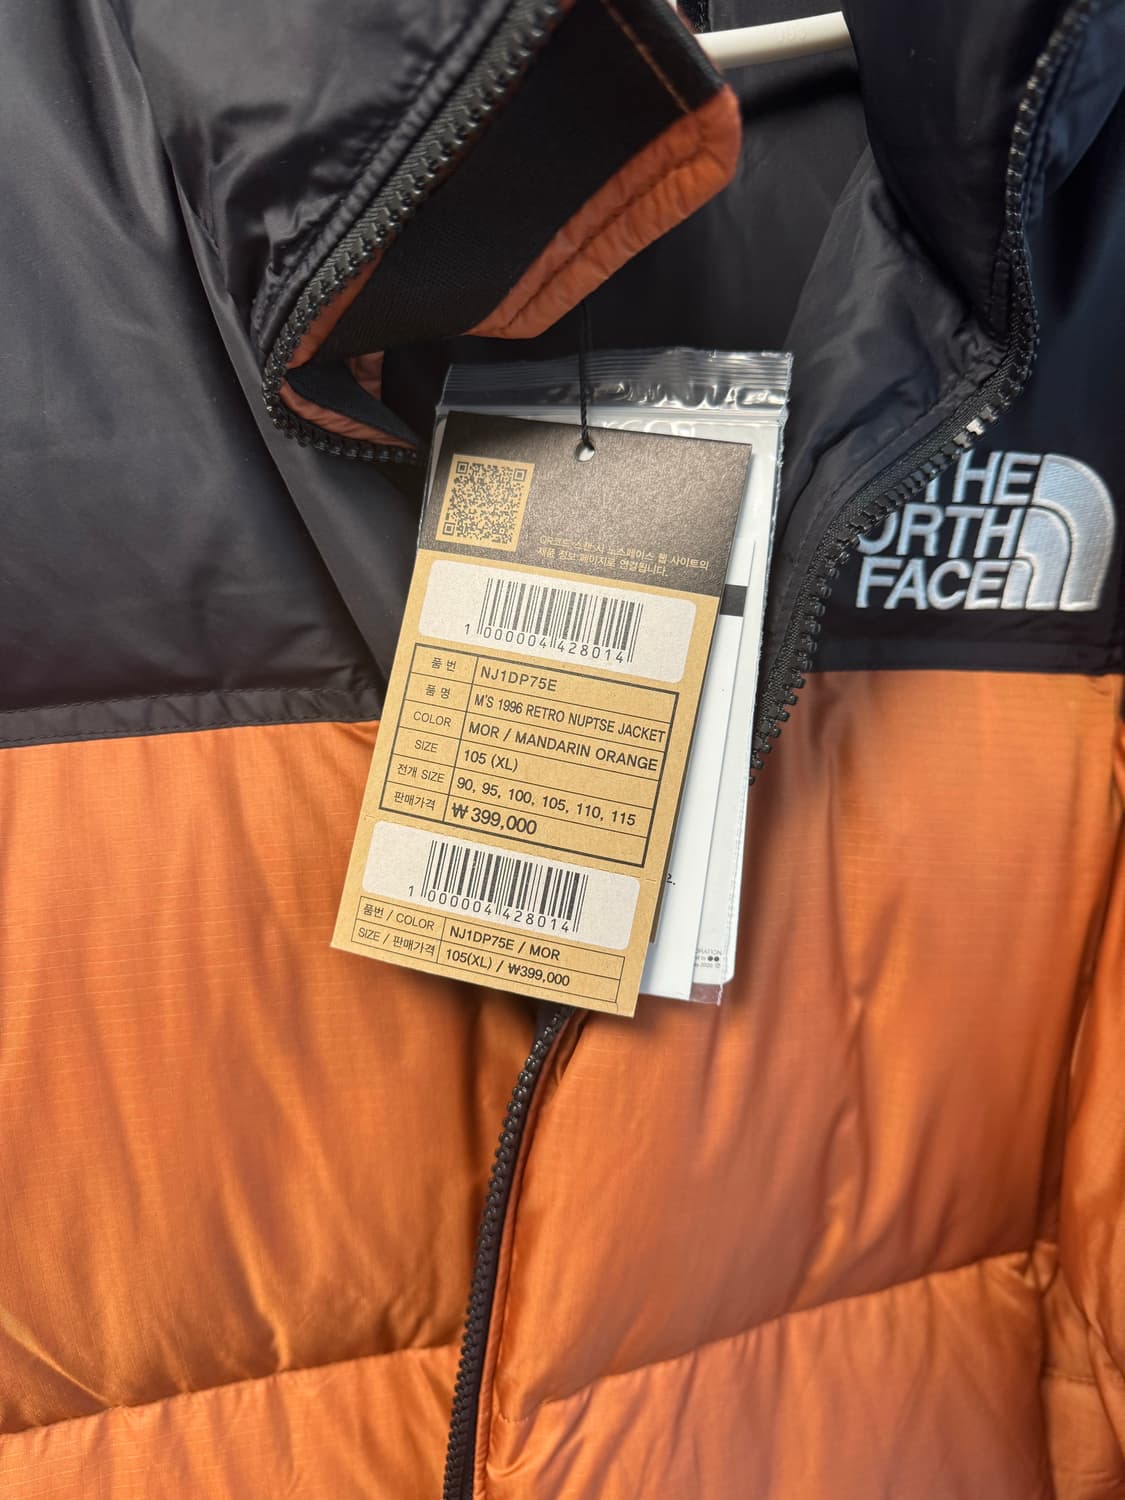 THE
NORTH
FACE
QR코드 스캔시 노스페이스 웹 사이트의
제품 정보 페이지로 연결됩니다.
1 000004 428014
품 번 NJ1DP75E
품 명 M'S 1996 RETRO NUPTSE JACKET
COLOR MOR / MANDARIN ORANGE
SIZE 105 (XL)
전개 SIZE 90, 95, 100, 105, 110, 115
판매가격 ₩ 399,000
1 000004 428014
품번 / COLOR NJ1DP75E / MOR
SIZE / 판매가격 105(XL) / ₩399,000